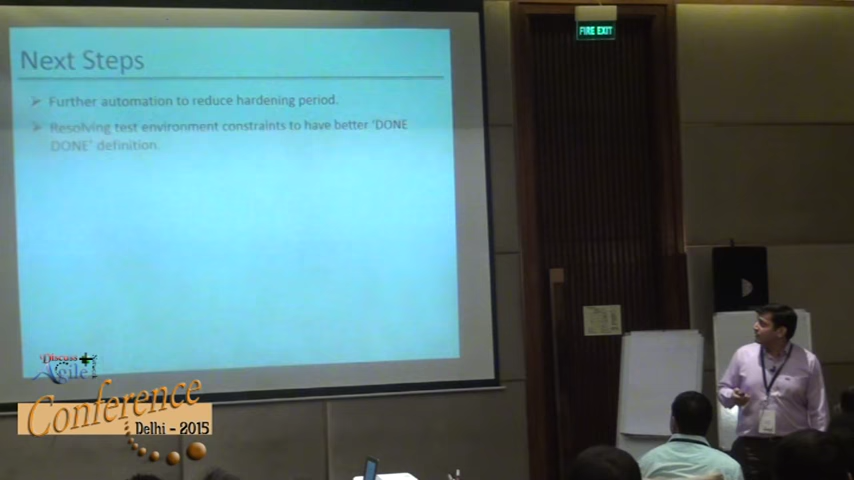 Next Steps
FIRE EXIT
➢ Further automation to reduce hardening period.
➢ Resolving test environment constraints to have better ‘DONE
DONE’ definition.
Discuss
Agile
Conference
Delhi - 2015